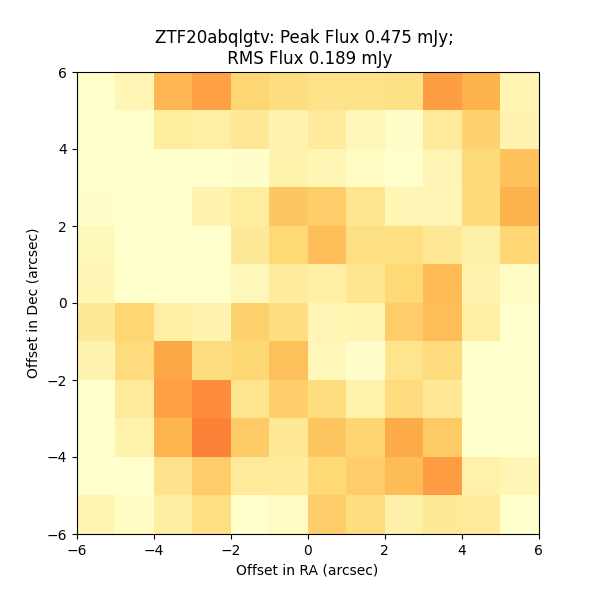 ZTF20abqlgtv: Peak Flux 0.475 mJy;
RMS Flux 0.189 mJy
6
4
2
0
−2
−4
−6
Offset in Dec (arcsec)
−6 −4 −2 0 2 4 6
Offset in RA (arcsec)